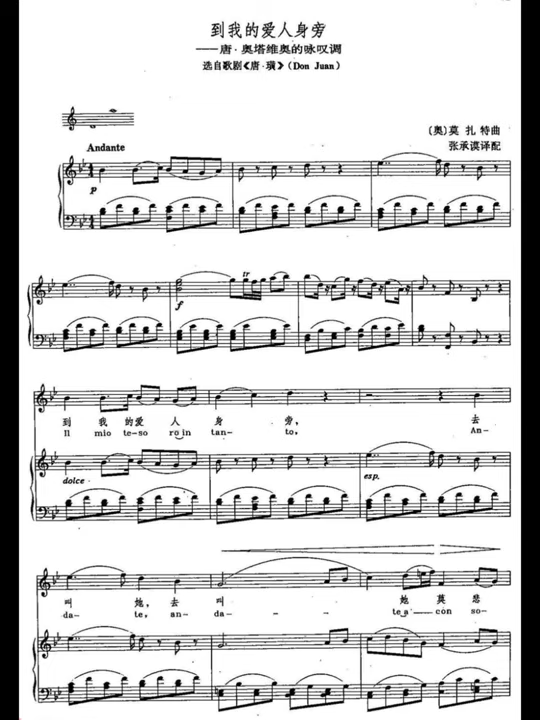 到我的爱人身旁
——唐·奥塔维奥的咏叹调
选自歌剧《唐·璜》（Don Juan）
〔奥〕莫 扎 特曲
张承谟译配
Andante
p
tr
f
到 我 的爱 人 身 旁， 去
Il mio te-so ro in tan-to, An-
dolce
esp.
叫 她，去 叫 她 莫 悲
da-te, an-da- te a—con so